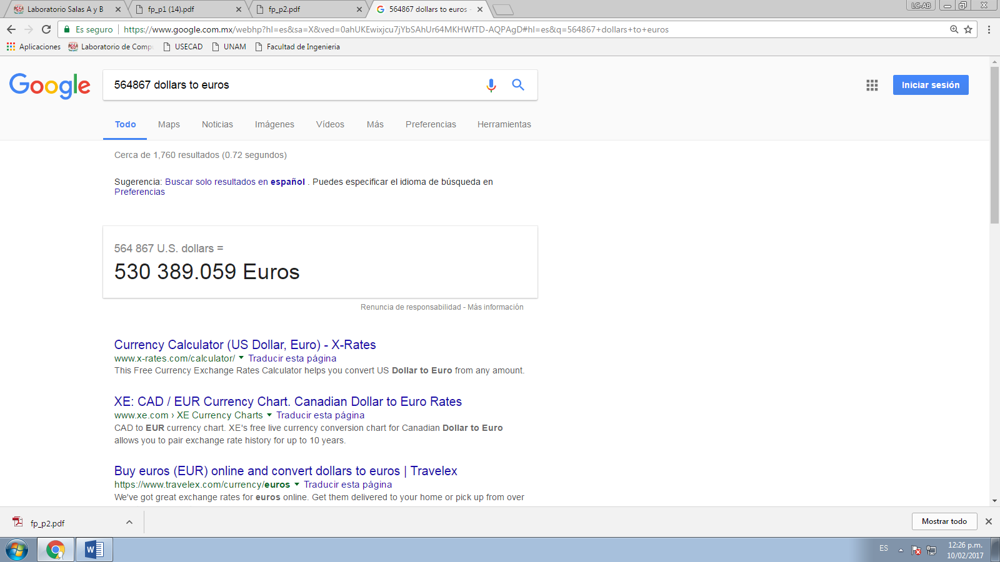 Laboratorio Salas A y B
fp_p1 (14).pdf
fp_p2.pdf
564867 dollars to euros
LC-AB
Es seguro
https://www.google.com.mx/webhp?hl=es&sa=X&ved=0ahUKEwixjcu7jYbSAhUr64MKHWfTD-AQPAgD#hl=es&q=564867+dollars+to+euros
Aplicaciones
Laboratorio de Comp
USECAD
UNAM
Facultad de Ingenieria
Google
564867 dollars to euros
Iniciar sesión
Todo
Maps
Noticias
Imágenes
Vídeos
Más
Preferencias
Herramientas
Cerca de 1,760 resultados (0.72 segundos)
Sugerencia: Buscar solo resultados en español . Puedes especificar el idioma de búsqueda en
Preferencias
564 867 U.S. dollars =
530 389.059 Euros
Renuncia de responsabilidad - Más información
Currency Calculator (US Dollar, Euro) - X-Rates
www.x-rates.com/calculator/ Traducir esta página
This Free Currency Exchange Rates Calculator helps you convert US Dollar to Euro from any amount.
XE: CAD / EUR Currency Chart. Canadian Dollar to Euro Rates
www.xe.com › XE Currency Charts Traducir esta página
CAD to EUR currency chart. XE's free live currency conversion chart for Canadian Dollar to Euro
allows you to pair exchange rate history for up to 10 years.
Buy euros (EUR) online and convert dollars to euros | Travelex
https://www.travelex.com/currency/euros Traducir esta página
We've got great exchange rates for euros online. Get them delivered to your home or pick up from over
fp_p2.pdf
Mostrar todo
ES
12:26 p.m.
10/02/2017